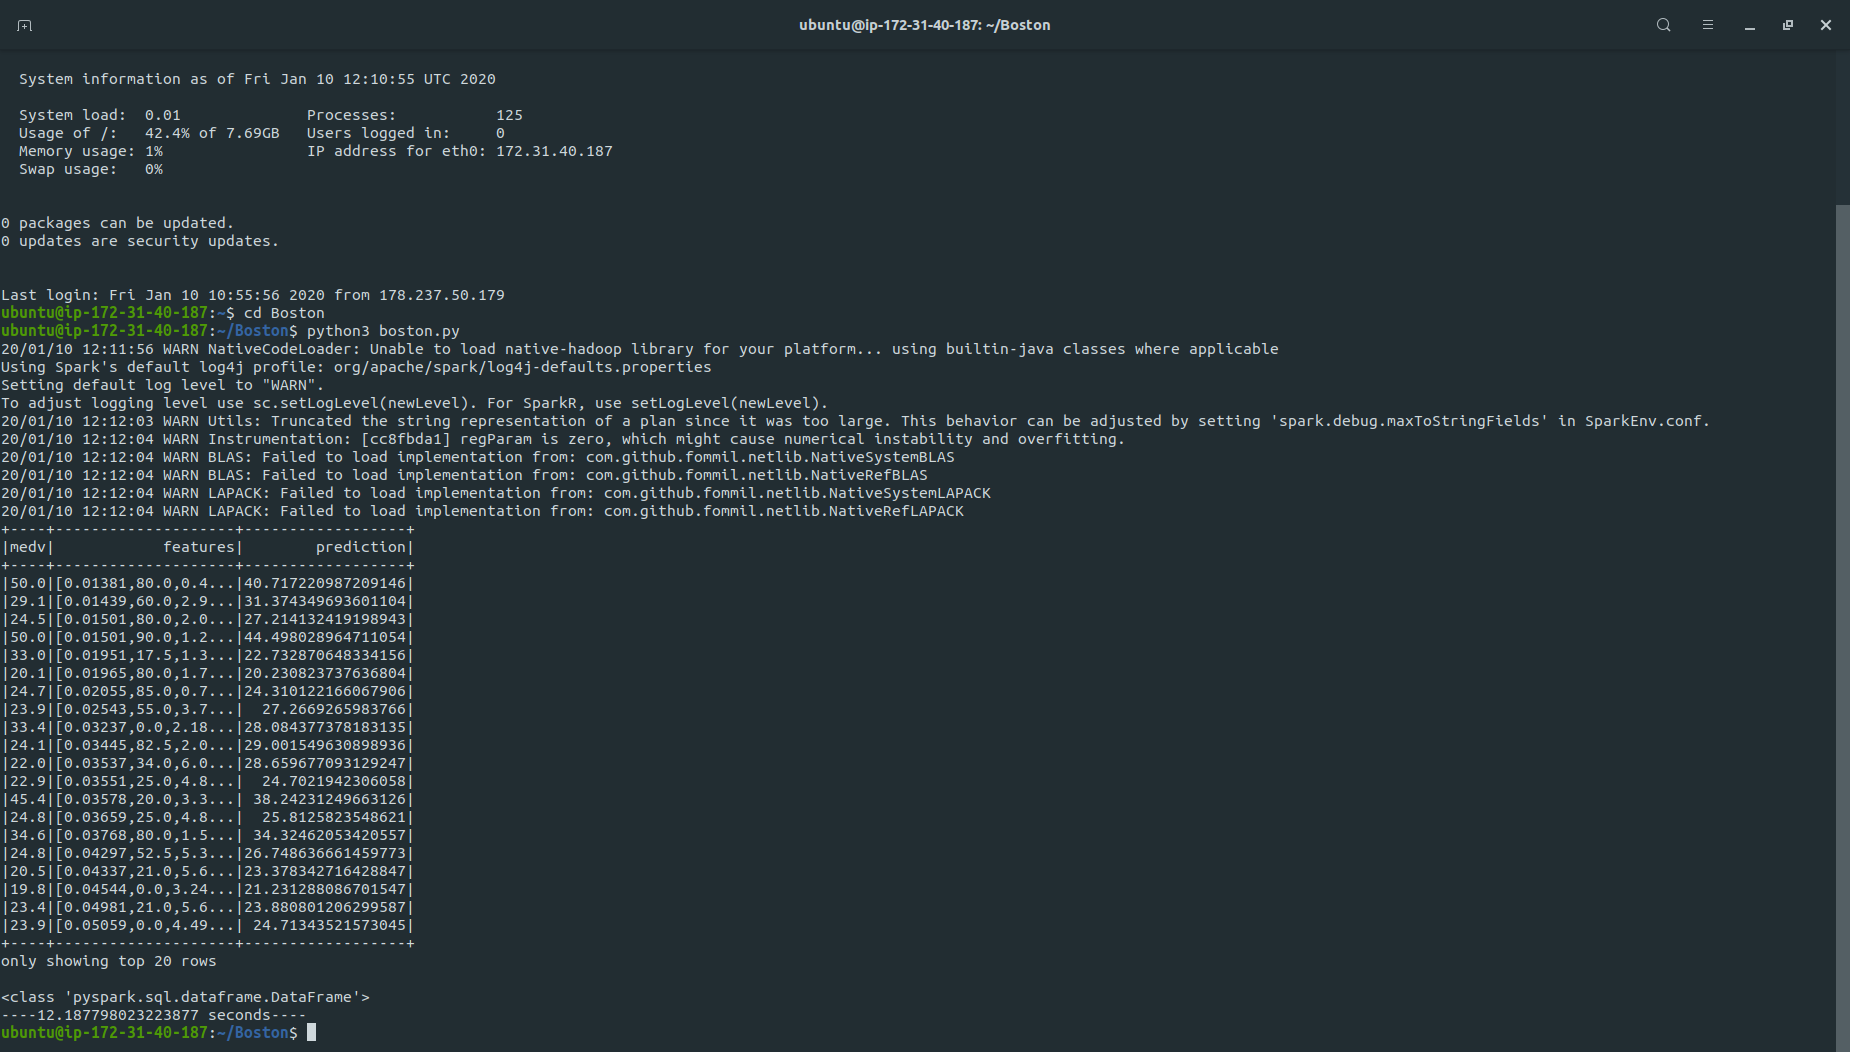 ubuntu@ip-172-31-40-187: ~/Boston
System information as of Fri Jan 10 12:10:55 UTC 2020
System load:  0.01              Processes:           125
Usage of /:   42.4% of 7.69GB   Users logged in:     0
Memory usage: 1%                IP address for eth0: 172.31.40.187
Swap usage:   0%
0 packages can be updated.
0 updates are security updates.
Last login: Fri Jan 10 10:55:56 2020 from 178.237.50.179
ubuntu@ip-172-31-40-187:~$ cd Boston
ubuntu@ip-172-31-40-187:~/Boston$ python3 boston.py
20/01/10 12:11:56 WARN NativeCodeLoader: Unable to load native-hadoop library for your platform... using builtin-java classes where applicable
Using Spark's default log4j profile: org/apache/spark/log4j-defaults.properties
Setting default log level to "WARN".
To adjust logging level use sc.setLogLevel(newLevel). For SparkR, use setLogLevel(newLevel).
20/01/10 12:12:03 WARN Utils: Truncated the string representation of a plan since it was too large. This behavior can be adjusted by setting 'spark.debug.maxToStringFields' in SparkEnv.conf.
20/01/10 12:12:04 WARN Instrumentation: [cc8fbda1] regParam is zero, which might cause numerical instability and overfitting.
20/01/10 12:12:04 WARN BLAS: Failed to load implementation from: com.github.fommil.netlib.NativeSystemBLAS
20/01/10 12:12:04 WARN BLAS: Failed to load implementation from: com.github.fommil.netlib.NativeRefBLAS
20/01/10 12:12:04 WARN LAPACK: Failed to load implementation from: com.github.fommil.netlib.NativeSystemLAPACK
20/01/10 12:12:04 WARN LAPACK: Failed to load implementation from: com.github.fommil.netlib.NativeRefLAPACK
+----+--------------------+------------------+
|medv|            features|        prediction|
+----+--------------------+------------------+
|50.0|[0.01381,80.0,0.4...|40.717220987209146|
|29.1|[0.01439,60.0,2.9...|31.374349693601104|
|24.5|[0.01501,80.0,2.0...|27.214132419198943|
|50.0|[0.01501,90.0,1.2...|44.498028964711054|
|33.0|[0.01951,17.5,1.3...|22.732870648334156|
|20.1|[0.01965,80.0,1.7...|20.230823737636804|
|24.7|[0.02055,85.0,0.7...|24.310122166067906|
|23.9|[0.02543,55.0,3.7...|  27.2669265983766|
|33.4|[0.03237,0.0,2.18...|28.084377378183135|
|24.1|[0.03445,82.5,2.0...|29.001549630898936|
|22.0|[0.03537,34.0,6.0...|28.659677093129247|
|22.9|[0.03551,25.0,4.8...|  24.7021942306058|
|45.4|[0.03578,20.0,3.3...| 38.24231249663126|
|24.8|[0.03659,25.0,4.8...|  25.8125823548621|
|34.6|[0.03768,80.0,1.5...| 34.32462053420557|
|24.8|[0.04297,52.5,5.3...|26.748636661459773|
|20.5|[0.04337,21.0,5.6...|23.378342716428847|
|19.8|[0.04544,0.0,3.24...|21.231288086701547|
|23.4|[0.04981,21.0,5.6...|23.880801206299587|
|23.9|[0.05059,0.0,4.49...| 24.71343521573045|
+----+--------------------+------------------+
only showing top 20 rows
<class 'pyspark.sql.dataframe.DataFrame'>
----12.187798023223877 seconds----
ubuntu@ip-172-31-40-187:~/Boston$